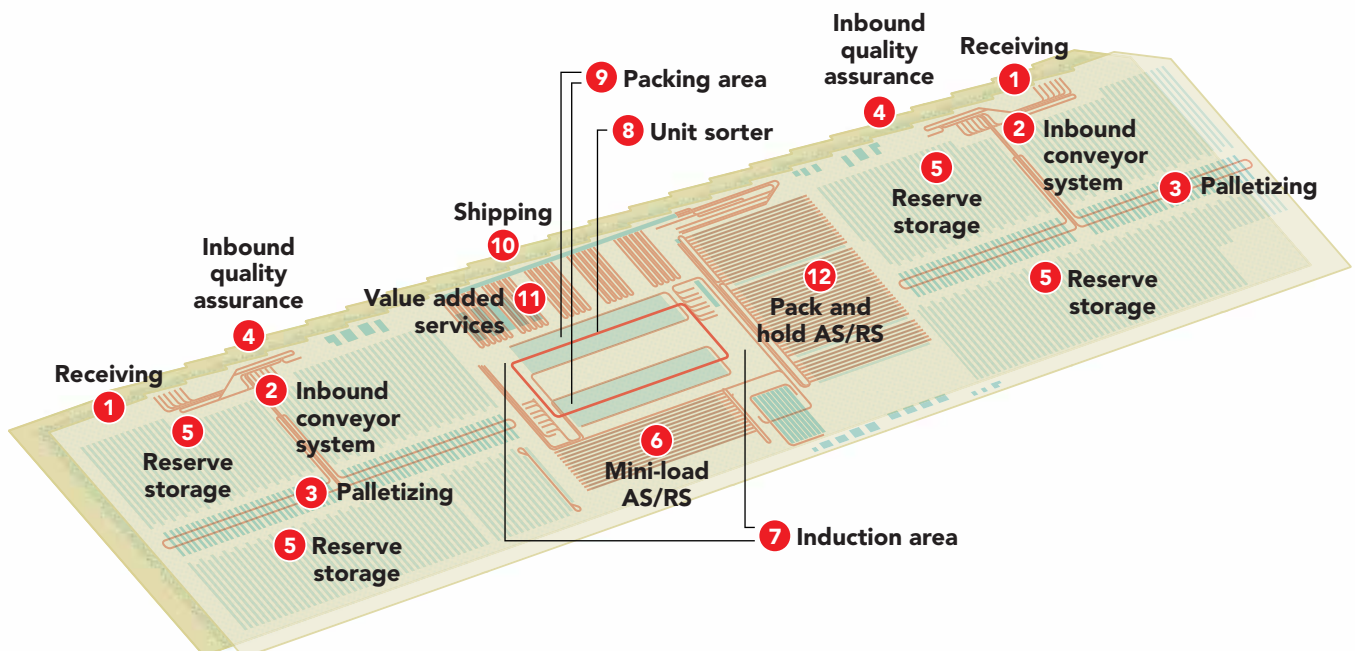 Inbound
quality
assurance
4
Receiving
1
9 Packing area
8 Unit sorter
2 Inbound
conveyor
system
5
Reserve
storage
3 Palletizing
Shipping
10
Inbound
quality
assurance
4
Value added
services
11
12
Pack and
hold AS/RS
5 Reserve
storage
Receiving
1
2 Inbound
conveyor
system
5
Reserve
storage
6
Mini-load
AS/RS
3 Palletizing
7 Induction area
5 Reserve
storage